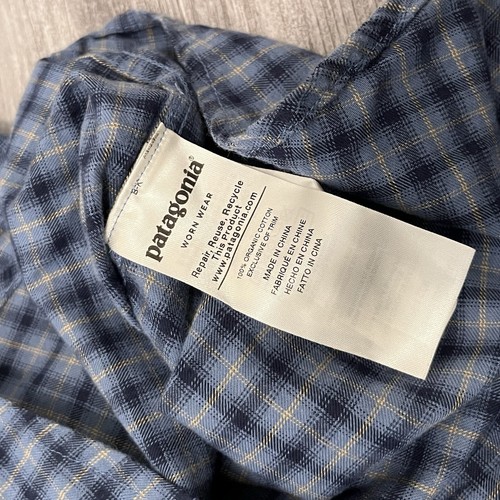 patagonia®
WORN WEAR
Repair, Reuse, Recycle
This Product
www.patagonia.com
100% ORGANIC COTTON
EXCLUSIVE OF TRIM
MADE IN CHINA
FABRIQUÉ EN CHINE
HECHO EN CHINA
FATTO IN CINA